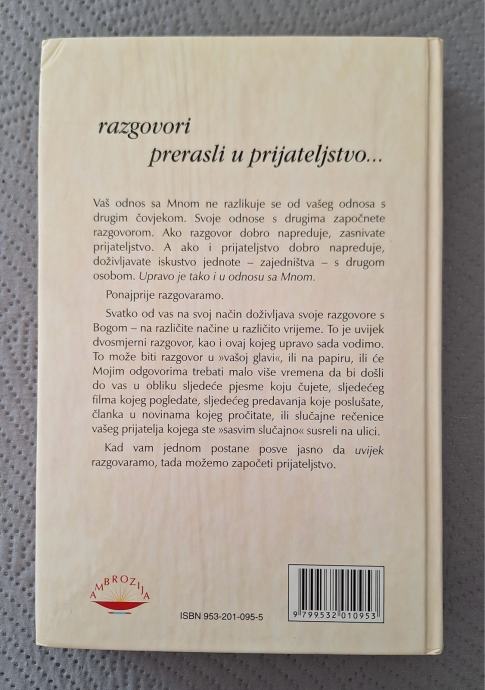 razgovori
prerasli u prijateljstvo...
Vaš odnos sa Mnom ne razlikuje se od vašeg odnosa s
drugim čovjekom. Svoje odnose s drugima započnete
razgovorom. Ako razgovor dobro napreduje, zasnivate
prijateljstvo. A ako i prijateljstvo dobro napreduje,
doživljavate iskustvo jednote – zajedništva – s drugom
osobom. Upravo je tako i u odnosu sa Mnom.
Ponajprije razgovaramo.
Svatko od vas na svoj način doživljava svoje razgovore s
Bogom – na različite načine u različito vrijeme. To je uvijek
dvosmjerni razgovor, kao i ovaj kojeg upravo sada vodimo.
To može biti razgovor u »vašoj glavi«, ili na papiru, ili će
Mojim odgovorima trebati malo više vremena da bi došli
do vas u obliku sljedeće pjesme koju čujete, sljedećeg
filma kojeg pogledate, sljedećeg predavanja koje poslušate,
članka u novinama kojeg pročitate, ili slučajne rečenice
vašeg prijatelja kojega ste »sasvim slučajno« susreli na ulici.
Kad vam jednom postane posve jasno da uvijek
razgovaramo, tada možemo započeti prijateljstvo.
AMBROZIJA
ISBN 953-201-095-5
9 799532 010953